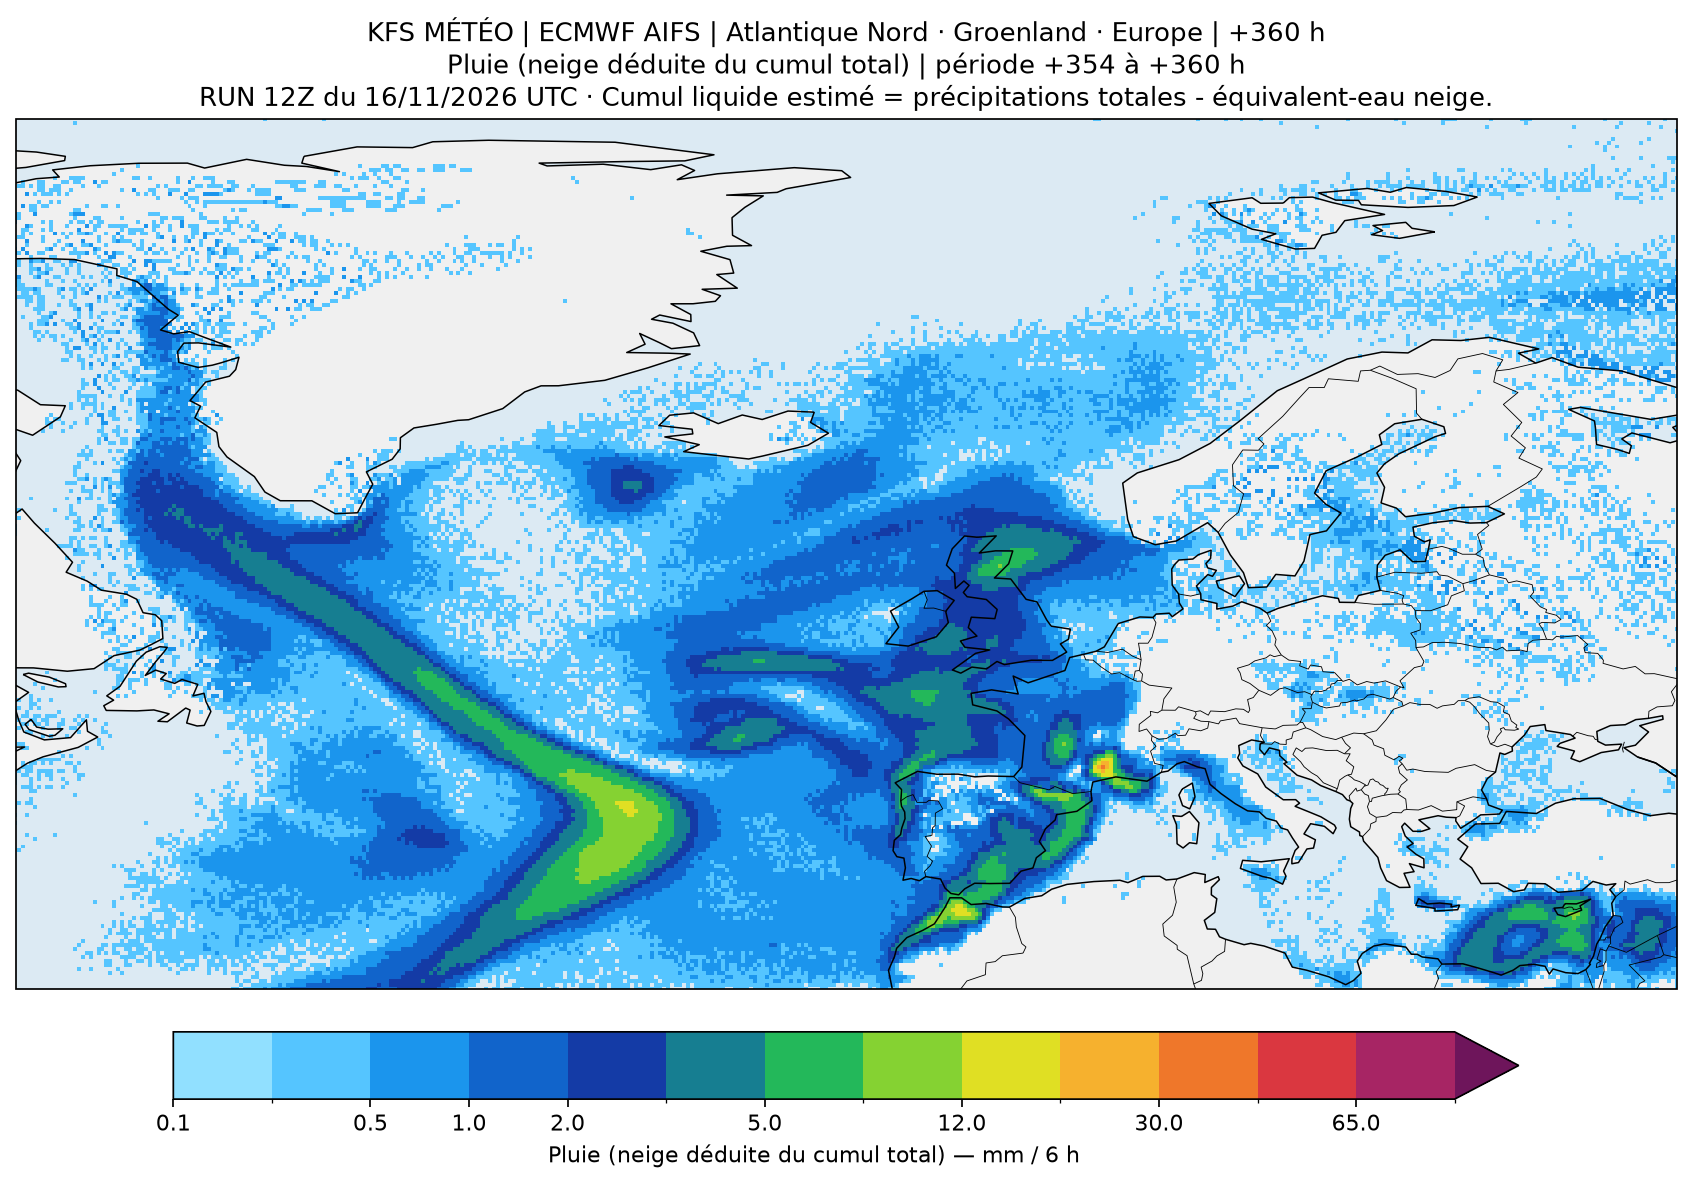 KFS MÉTÉO | ECMWF AIFS | Atlantique Nord · Groenland · Europe | +360 h
Pluie (neige déduite du cumul total) | période +354 à +360 h
RUN 12Z du 16/11/2026 UTC · Cumul liquide estimé = précipitations totales - équivalent-eau neige.
0.1 0.5 1.0 2.0 5.0 12.0 30.0 65.0
Pluie (neige déduite du cumul total) — mm / 6 h